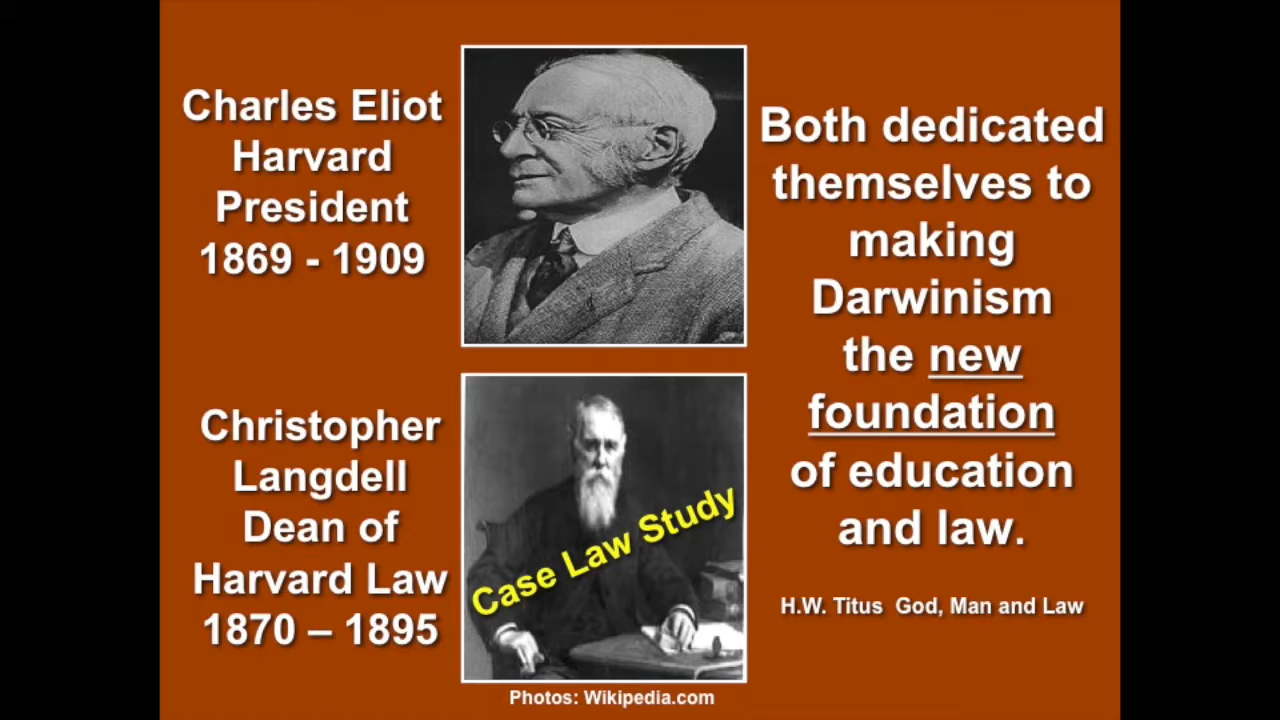 Charles Eliot
Harvard
President
1869 - 1909
Christopher
Langdell
Dean of
Harvard Law
1870 – 1895
Case Law Study
Photos: Wikipedia.com
Both dedicated
themselves to
making
Darwinism
the new
foundation
of education
and law.
H.W. Titus God, Man and Law